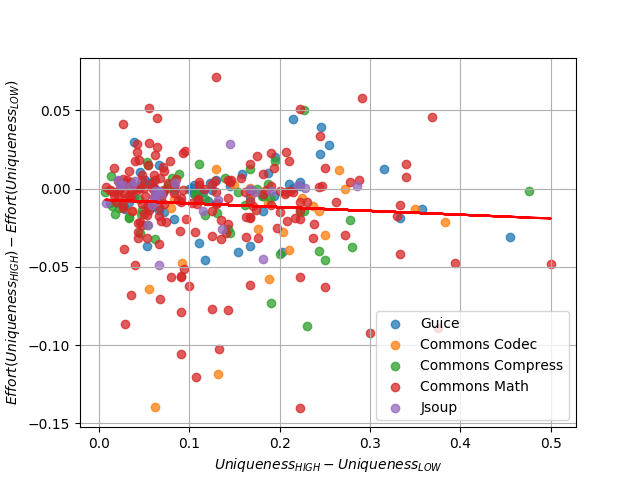 0.05
0.00
−0.05
−0.10
−0.15
Effort(Uniqueness_HIGH) − Effort(Uniqueness_LOW)
Guice
Commons Codec
Commons Compress
Commons Math
Jsoup
0.0 0.1 0.2 0.3 0.4 0.5
Uniqueness_HIGH − Uniqueness_LOW